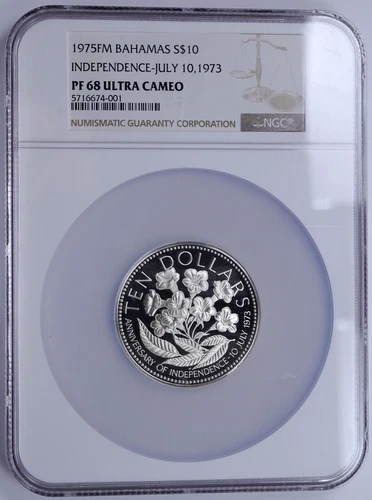 1975FM BAHAMAS S$10
INDEPENDENCE-JULY 10,1973
PF 68 ULTRA CAMEO
5716674-001
NUMISMATIC GUARANTY CORPORATION
NGC®
TEN DOLLARS
ANNIVERSARY OF INDEPENDENCE-10 JULY 1973